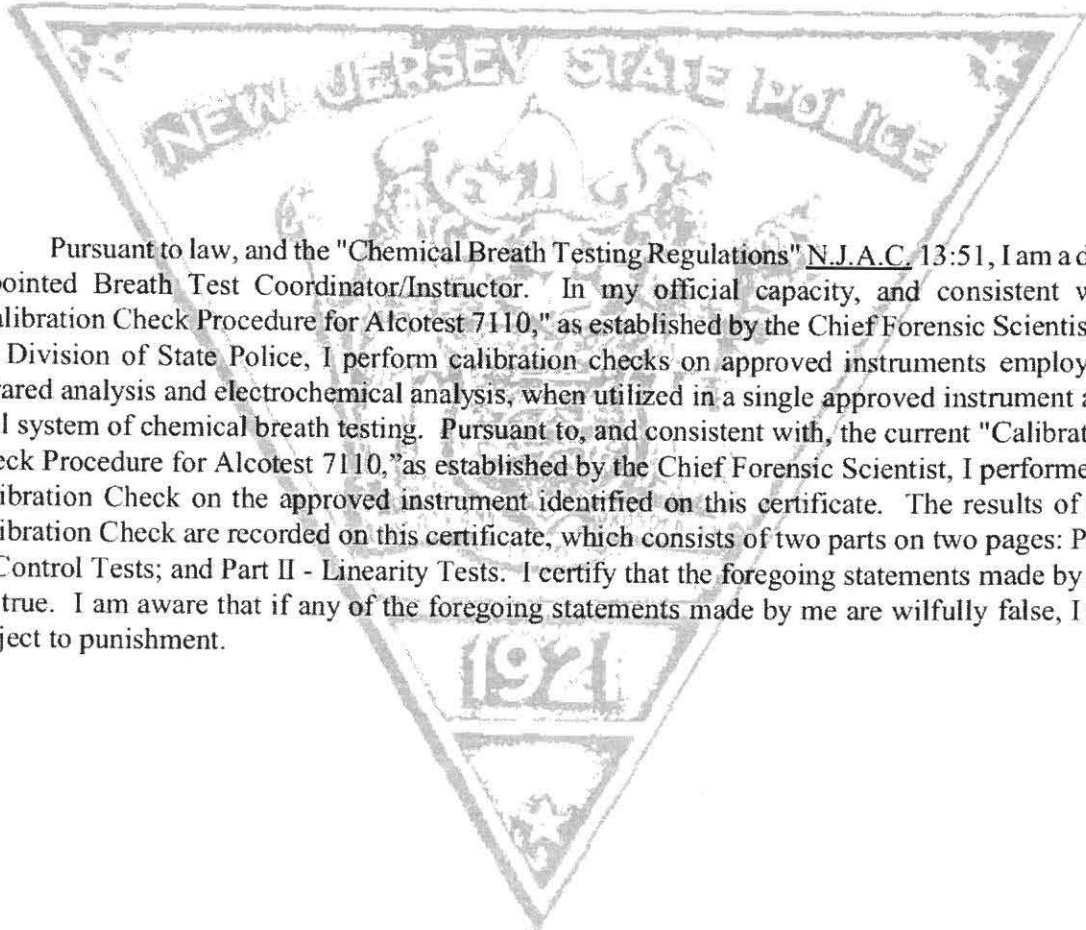 NEW JERSEY STATE POLICE
Pursuant to law, and the "Chemical Breath Testing Regulations" N.J.A.C. 13:51, I am a d
pointed Breath Test Coordinator/Instructor. In my official capacity, and consistent w
alibration Check Procedure for Alcotest 7110," as established by the Chief Forensic Scientis
Division of State Police, I perform calibration checks on approved instruments employ
rared analysis and electrochemical analysis, when utilized in a single approved instrument a
l system of chemical breath testing. Pursuant to, and consistent with, the current "Calibrat
eck Procedure for Alcotest 7110,"as established by the Chief Forensic Scientist, I performe
libration Check on the approved instrument identified on this certificate. The results of
libration Check are recorded on this certificate, which consists of two parts on two pages: P
Control Tests; and Part II - Linearity Tests. I certify that the foregoing statements made by
true. I am aware that if any of the foregoing statements made by me are wilfully false, I
ject to punishment.
1921